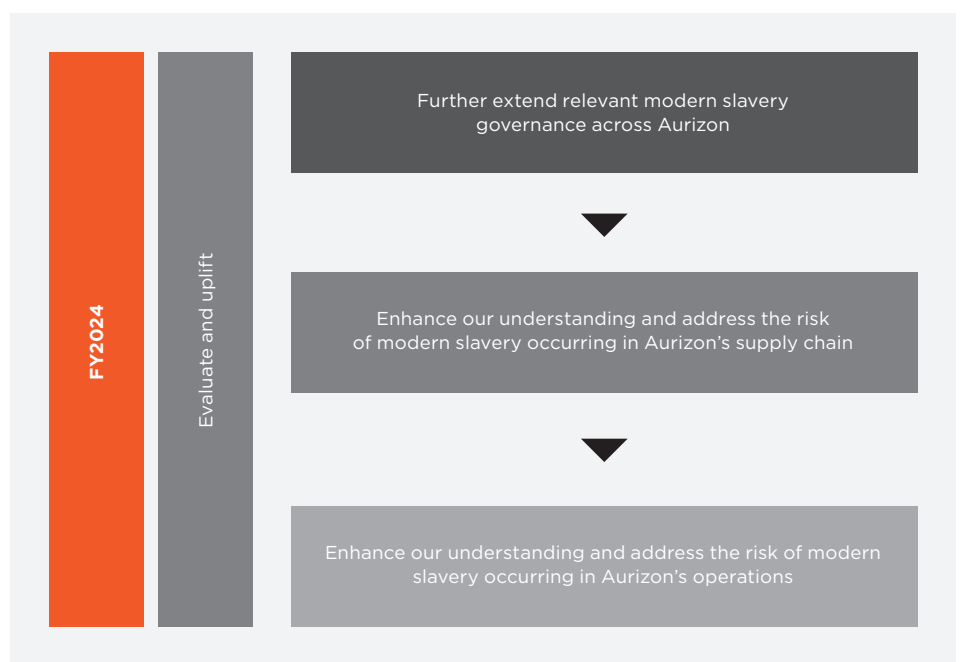 FY2024
Evaluate and uplift
Further extend relevant modern slavery
governance across Aurizon
Enhance our understanding and address the risk
of modern slavery occurring in Aurizon’s supply chain
Enhance our understanding and address the risk of modern
slavery occurring in Aurizon’s operations